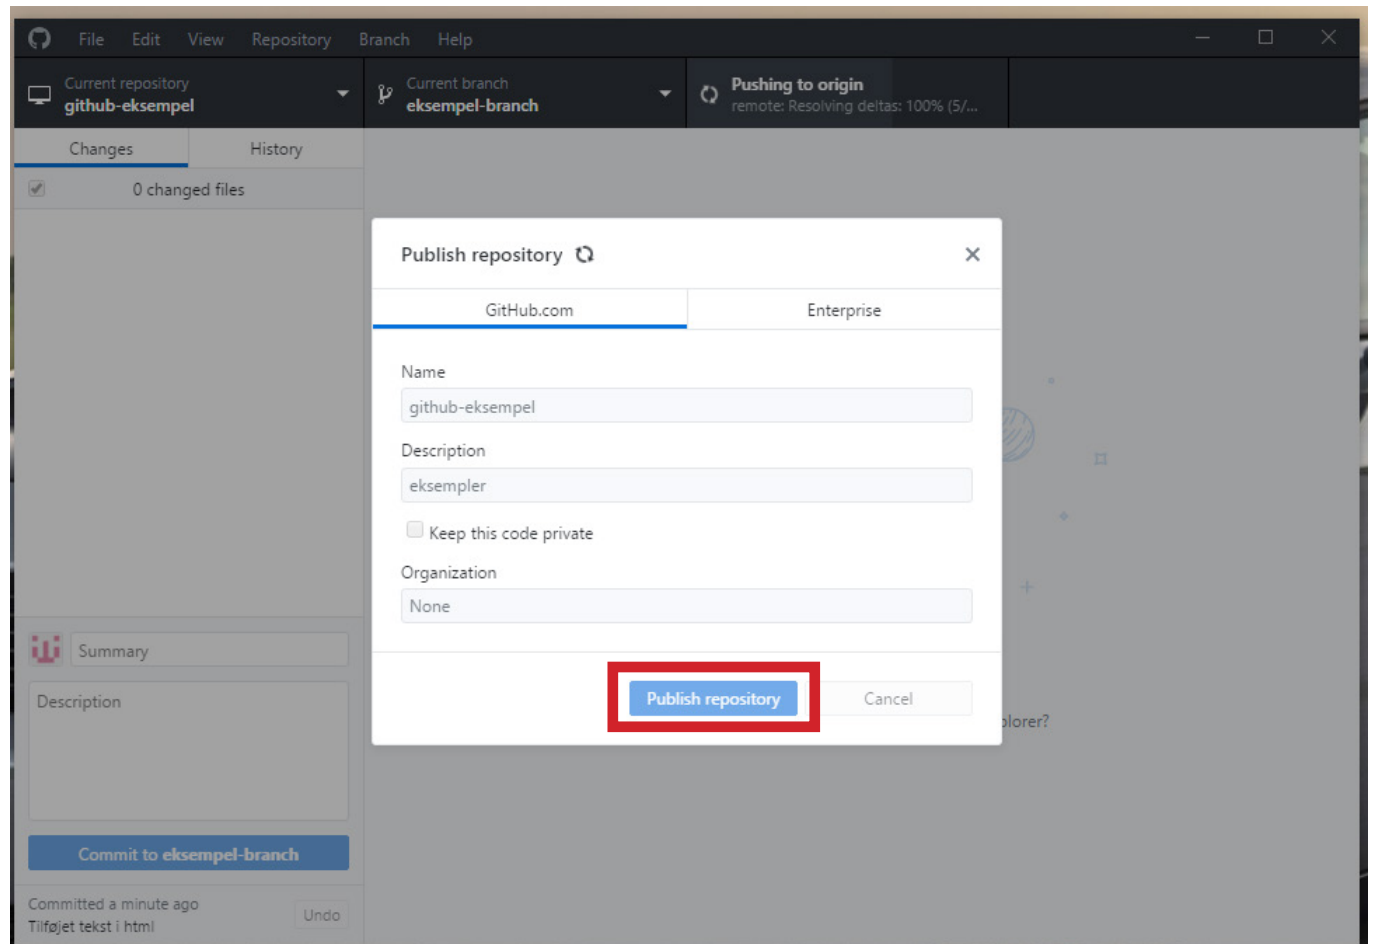 File Edit View Repository Branch Help
Current repository
github-eksempel
Current branch
eksempel-branch
Pushing to origin
remote: Resolving deltas: 100% (5/...
Changes History
0 changed files
Publish repository
GitHub.com Enterprise
Name
github-eksempel
Description
eksempler
Keep this code private
Organization
None
Publish repository Cancel
plorer?
Summary
Description
Commit to eksempel-branch
Committed a minute ago
Tilføjet tekst i html
Undo